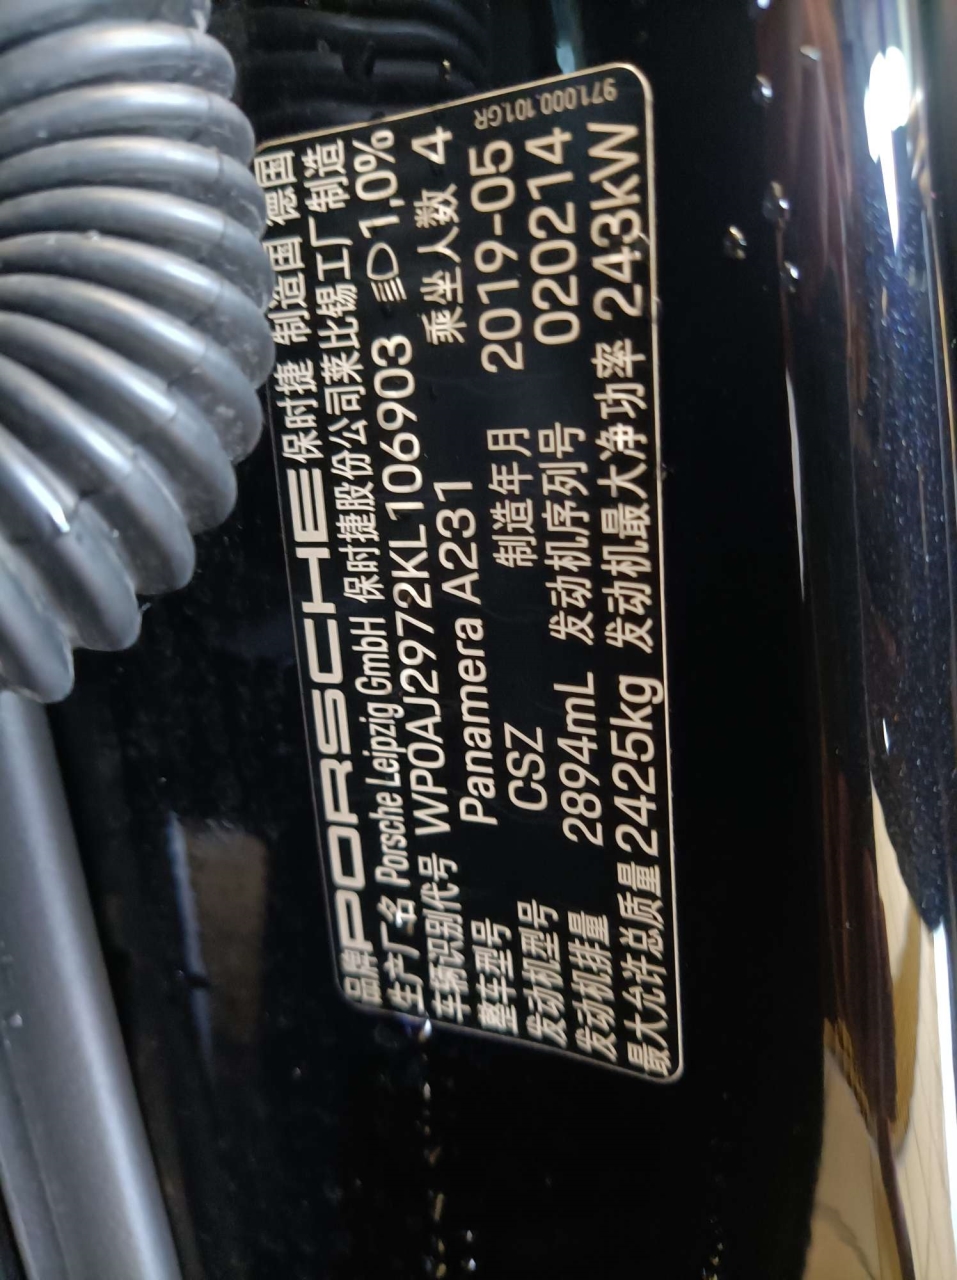 971.000.101.GR
品牌 PORSCHE 保时捷 制造国 德国
生产厂名 Porsche Leipzig GmbH 保时捷股份公司莱比锡工厂制造
车辆识别代号 WP0AJ2972KL106903 1,0%
整车型号 Panamera A231 乘坐人数 4
发动机型号 CSZ 制造年月 2019-05
发动机排量 2894mL 发动机序列号 020214
最大允许总质量 2425kg 发动机最大净功率 243kW